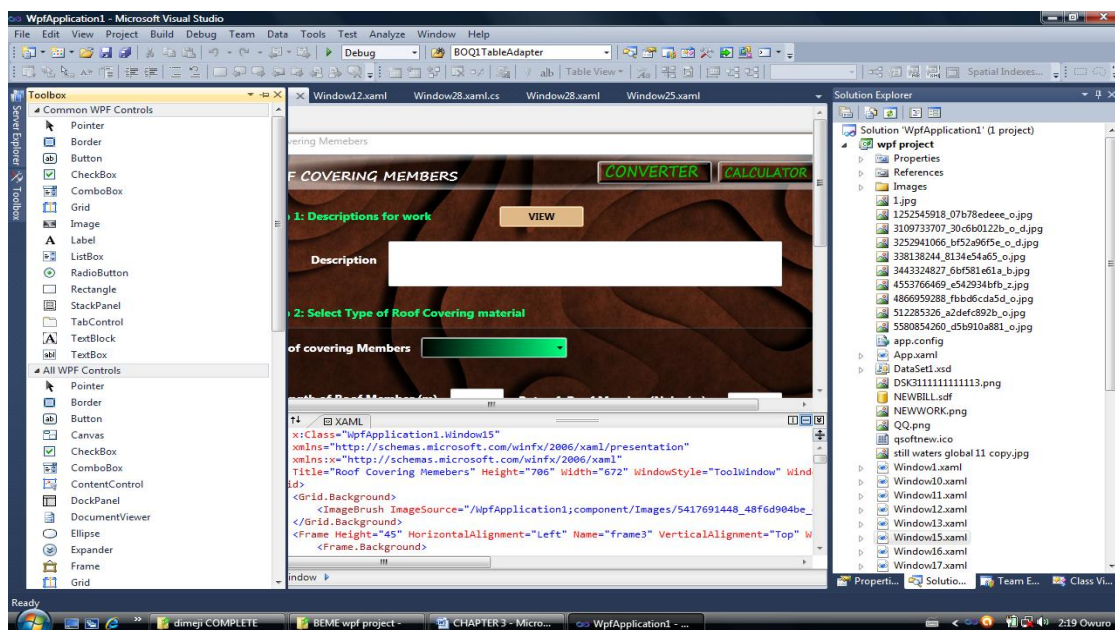 WpfApplication1 - Microsoft Visual Studio
File Edit View Project Build Debug Team Data Tools Test Analyze Window Help
Debug BOQ1TableAdapter
alb Table View Spatial Indexes...
Server Explorer
Toolbox
Toolbox
Common WPF Controls
Pointer
Border
Button
CheckBox
ComboBox
Grid
Image
Label
ListBox
RadioButton
Rectangle
StackPanel
TabControl
TextBlock
TextBox
All WPF Controls
Pointer
Border
Button
Canvas
CheckBox
ComboBox
ContentControl
DockPanel
DocumentViewer
Ellipse
Expander
Frame
Grid
Window12.xaml Window28.xaml.cs Window28.xaml Window25.xaml
vering Memebers
F COVERING MEMBERS CONVERTER CALCULATOR
1: Descriptions for work VIEW
Description
2: Select Type of Roof Covering material
of covering Members
XAML
x:Class="WpfApplication1.Window15"
xmlns="http://schemas.microsoft.com/winfx/2006/xaml/presentation"
xmlns:x="http://schemas.microsoft.com/winfx/2006/xaml"
Title="Roof Covering Memebers" Height="706" Width="672" WindowStyle="ToolWindow" Wind
id>
<Grid.Background>
<ImageBrush ImageSource="/WpfApplication1;component/Images/5417691448_48f6d904be_
</Grid.Background>
<Frame Height="45" HorizontalAlignment="Left" Name="frame3" VerticalAlignment="Top" W
<Frame.Background>
indow
Solution Explorer
Solution 'WpfApplication1' (1 project)
wpf project
Properties
References
Images
1.jpg
1252545918_07b78edeee_o.jpg
3109733707_30c6b0122b_o_d.jpg
3252941066_bf52a96f5e_o_d.jpg
338138244_8134e54a65_o.jpg
3443324827_6bf581e61a_b.jpg
4553766469_e542934bfb_z.jpg
4866959288_fbbd6cda5d_o.jpg
512285326_a2defc892b_o.jpg
5580854260_d5b910a881_o.jpg
app.config
App.xaml
DataSet1.xsd
DSK3111111111113.png
NEWBILL.sdf
NEWWORK.png
QQ.png
qsoftnew.ico
still waters global 11 copy.jpg
Window1.xaml
Window10.xaml
Window11.xaml
Window12.xaml
Window13.xaml
Window15.xaml
Window16.xaml
Window17.xaml
Properti... Solutio... Team E... Class Vi...
Ready
dimeji COMPLETE BEME wpf project - CHAPTER 3 - Micro... WpfApplication1 - ... 2:19 Owuro